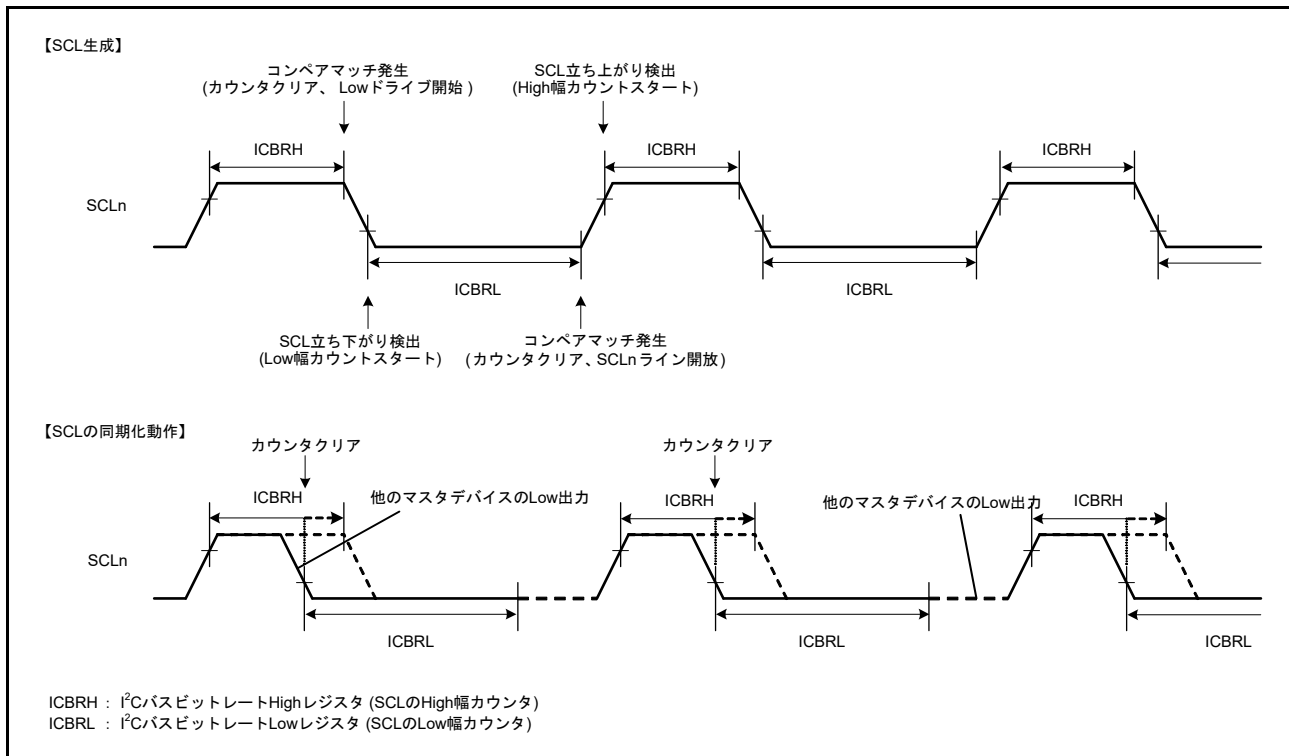 【SCL生成】
コンペアマッチ発生
(カウンタクリア、 Lowドライブ開始 )
SCL立ち上がり検出
(High幅カウントスタート)
ICBRH
ICBRH
ICBRH
SCLn
ICBRL
ICBRL
SCL立ち下がり検出
(Low幅カウントスタート)
コンペアマッチ発生
( カウンタクリア、SCLnライン開放 )
【SCLの同期化動作】
カウンタクリア
カウンタクリア
ICBRH
他のマスタデバイスのLow出力
ICBRH
他のマスタデバイスのLow出力
ICBRH
SCLn
ICBRL
ICBRL
ICBRL
ICBRH : I²CバスビットレートHighレジスタ (SCLのHigh幅カウンタ)
ICBRL : I²CバスビットレートLowレジスタ (SCLのLow幅カウンタ)